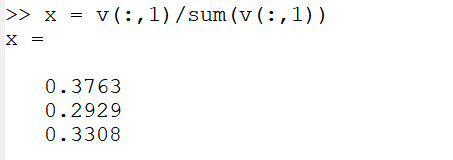 >> x = v(:,1)/sum(v(:,1))
x =
0.3763
0.2929
0.3308